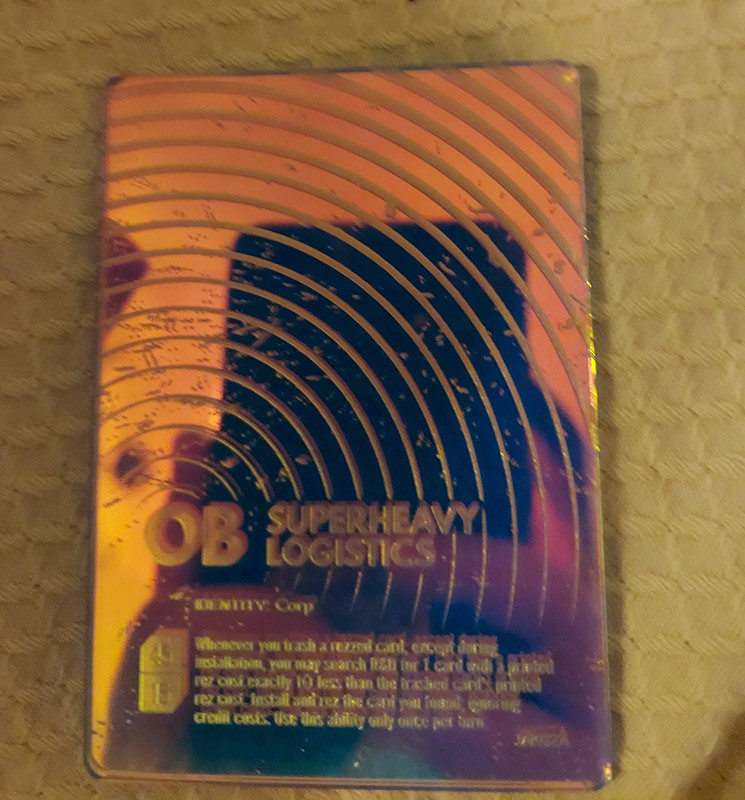 OB SUPERHEAVY
LOGISTICS
IDENTITY: Corp
45
Whenever you trash a rezzed card, except during
installation, you may search R&D for 1 card with a printed
rez cost exactly 1 less than the trashed card's printed
rez cost. Install and rez the card you found, ignoring
credit costs. Use this ability only once per turn.